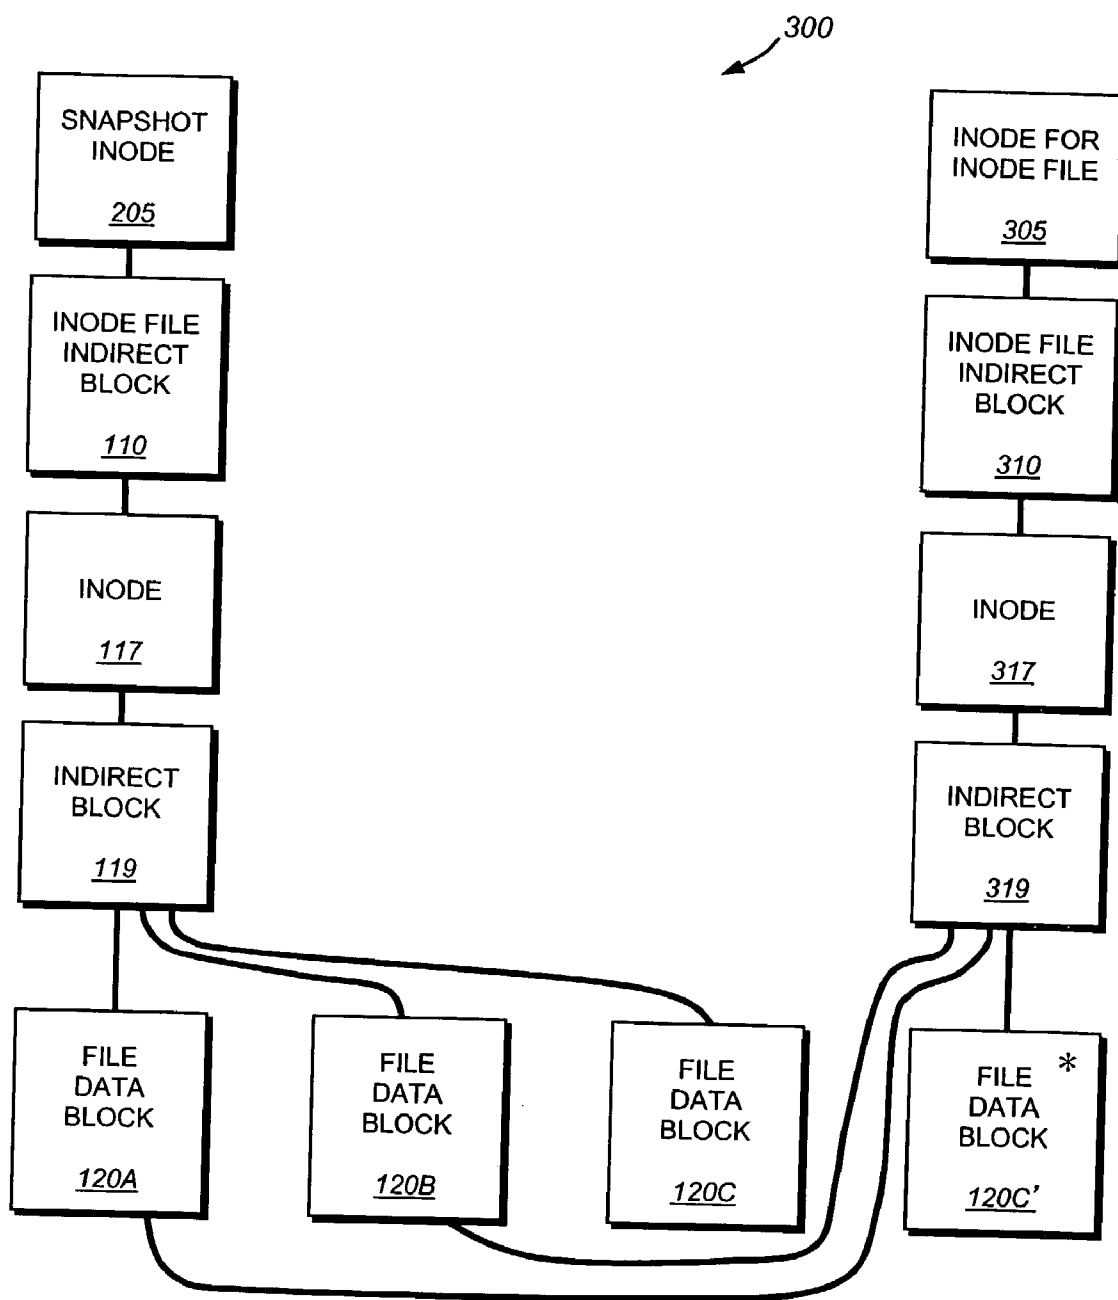 300
SNAPSHOT
INODE
205
INODE FOR
INODE FILE
305
INODE FILE
INDIRECT
BLOCK
110
INODE FILE
INDIRECT
BLOCK
310
INODE
117
INODE
317
INDIRECT
BLOCK
119
INDIRECT
BLOCK
319
FILE
DATA
BLOCK
120A
FILE
DATA
BLOCK
120B
FILE
DATA
BLOCK
120C
FILE *
DATA
BLOCK
120C'